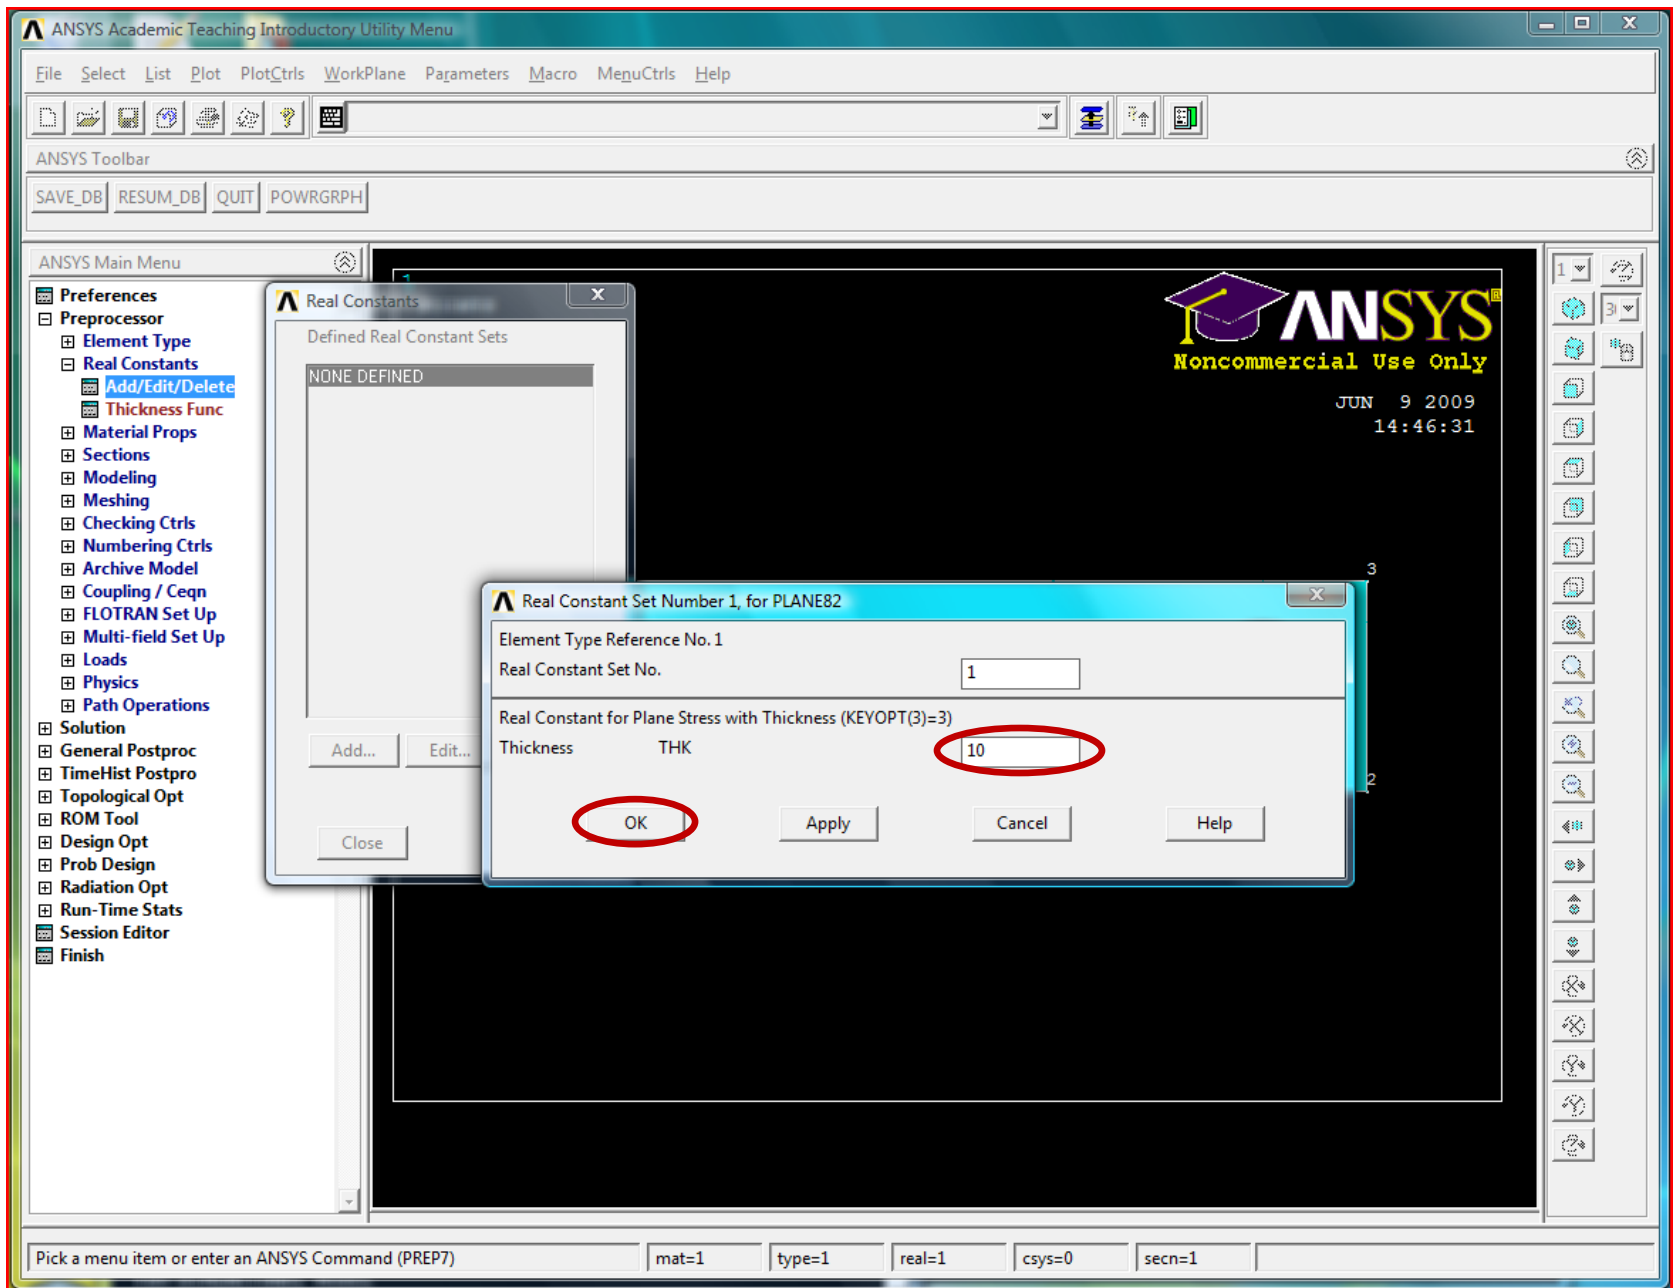 ANSYS Academic Teaching Introductory Utility Menu
File Select List Plot PlotCtrls WorkPlane Parameters Macro MenuCtrls Help
ANSYS Toolbar
SAVE_DB RESUM_DB QUIT POWRGRPH
ANSYS Main Menu
Preferences
Preprocessor
Element Type
Real Constants
Add/Edit/Delete
Thickness Func
Material Props
Sections
Modeling
Meshing
Checking Ctrls
Numbering Ctrls
Archive Model
Coupling / Ceqn
FLOTRAN Set Up
Multi-field Set Up
Loads
Physics
Path Operations
Solution
General Postproc
TimeHist Postpro
Topological Opt
ROM Tool
Design Opt
Prob Design
Radiation Opt
Run-Time Stats
Session Editor
Finish
1
Real Constants
Defined Real Constant Sets
NONE DEFINED
Add... Edit...
Close
ANSYS®
Noncommercial Use Only
JUN 9 2009
14:46:31
3
2
Real Constant Set Number 1, for PLANE82
Element Type Reference No. 1
Real Constant Set No. 1
Real Constant for Plane Stress with Thickness (KEYOPT(3)=3)
Thickness THK 10
OK Apply Cancel Help
1
Pick a menu item or enter an ANSYS Command (PREP7) mat=1 type=1 real=1 csys=0 secn=1